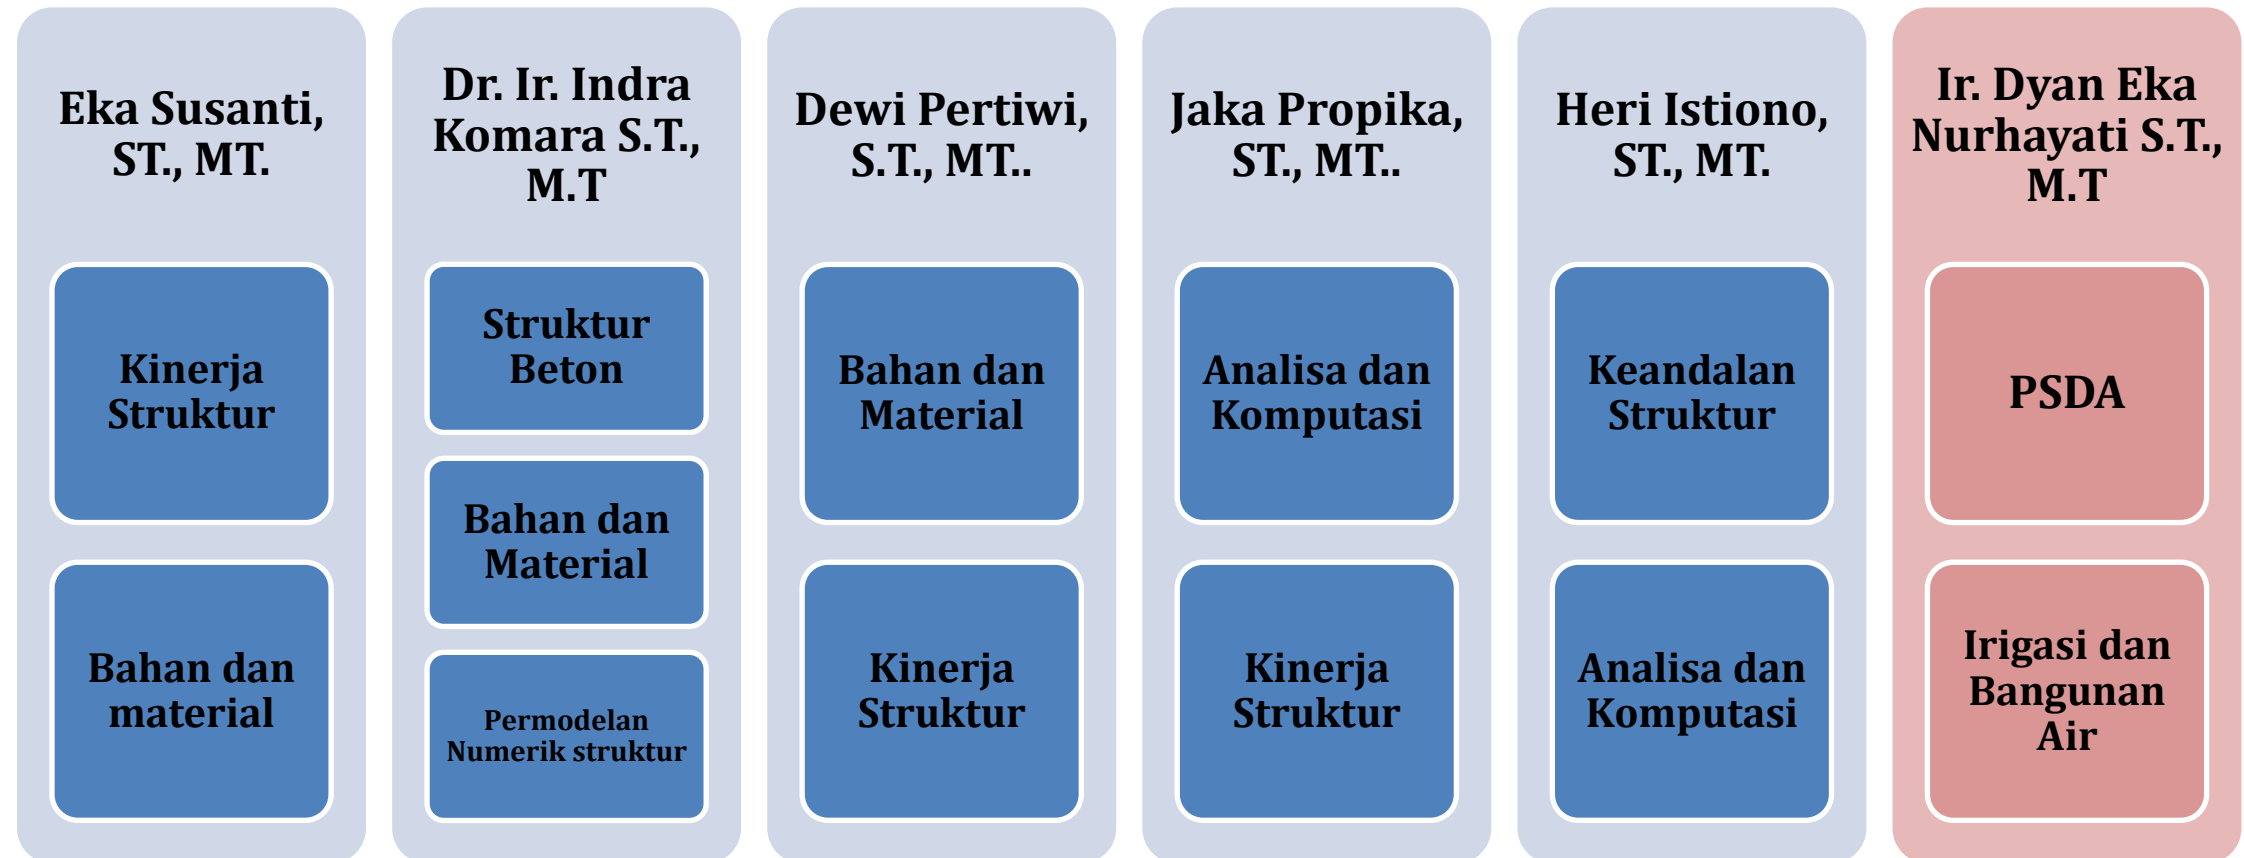 Eka Susanti,
ST., MT.
Kinerja
Struktur
Bahan dan
material
Dr. Ir. Indra
Komara S.T.,
M.T
Struktur
Beton
Bahan dan
Material
Permodelan
Numerik struktur
Dewi Pertiwi,
S.T., MT..
Bahan dan
Material
Kinerja
Struktur
Jaka Propika,
ST., MT..
Analisa dan
Komputasi
Kinerja
Struktur
Heri Istiono,
ST., MT.
Keandalan
Struktur
Analisa dan
Komputasi
Ir. Dyan Eka
Nurhayati S.T.,
M.T
PSDA
Irigasi dan
Bangunan
Air